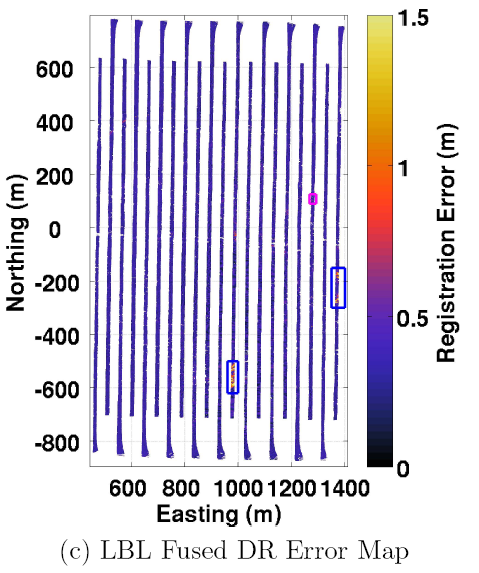 1.5
600
400
200
0
-200
-400
-600
-800
Northing (m)
1
0.5
0
Registration Error (m)
600 800 1000 1200 1400
Easting (m)
(c) LBL Fused DR Error Map